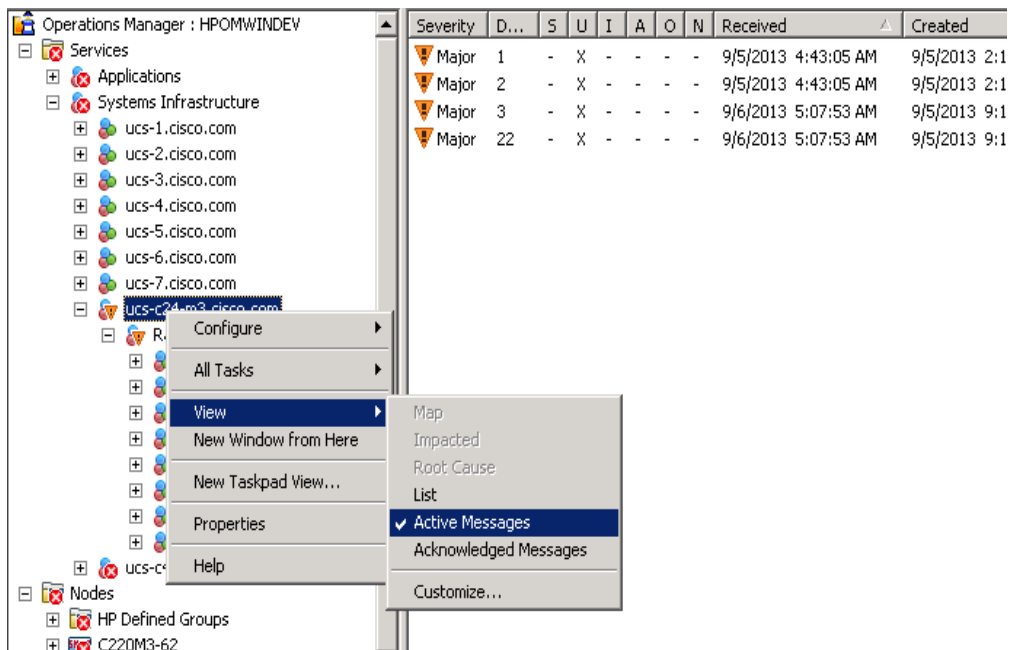 Operations Manager : HPOMWINDEV
Services
Applications
Systems Infrastructure
ucs-1.cisco.com
ucs-2.cisco.com
ucs-3.cisco.com
ucs-4.cisco.com
ucs-5.cisco.com
ucs-6.cisco.com
ucs-7.cisco.com
ucs-c24-m3.cisco.com
Configure
All Tasks
View
New Window from Here
New Taskpad View...
Properties
Help
Map
Impacted
Root Cause
List
Active Messages
Acknowledged Messages
Customize...
Nodes
HP Defined Groups
C220M3-62
Severity D... S U I A O N Received Created
Major 1 - X - - - - 9/5/2013 4:43:05 AM 9/5/2013 2:1
Major 2 - X - - - - 9/5/2013 4:43:05 AM 9/5/2013 2:1
Major 3 - X - - - - 9/6/2013 5:07:53 AM 9/5/2013 9:1
Major 22 - X - - - - 9/6/2013 5:07:53 AM 9/5/2013 9:1